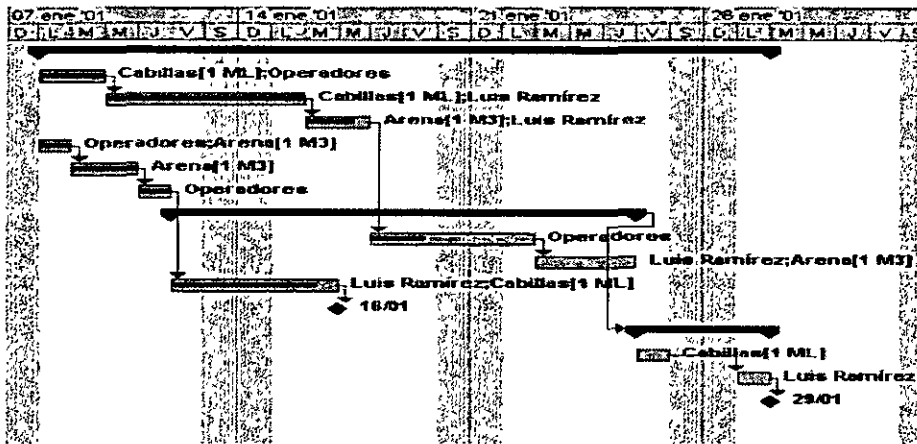 07 ene '01 14 ene '01 21 ene '01 28 ene '01
D L M M J V S D L M M J V S D L M M J V S D L M M J V S
Cabillas[1 ML];Operadores
Cabillas[1 ML];Luis Ramírez
Arena[1 M3];Luis Ramírez
Operadores;Arena[1 M3]
Arena[1 M3]
Operadores
Operadores
Luis Ramírez;Arena[1 M3]
Luis Ramírez;Cabillas[1 ML]
16/01
Cabillas[1 ML]
Luis Ramírez
29/01